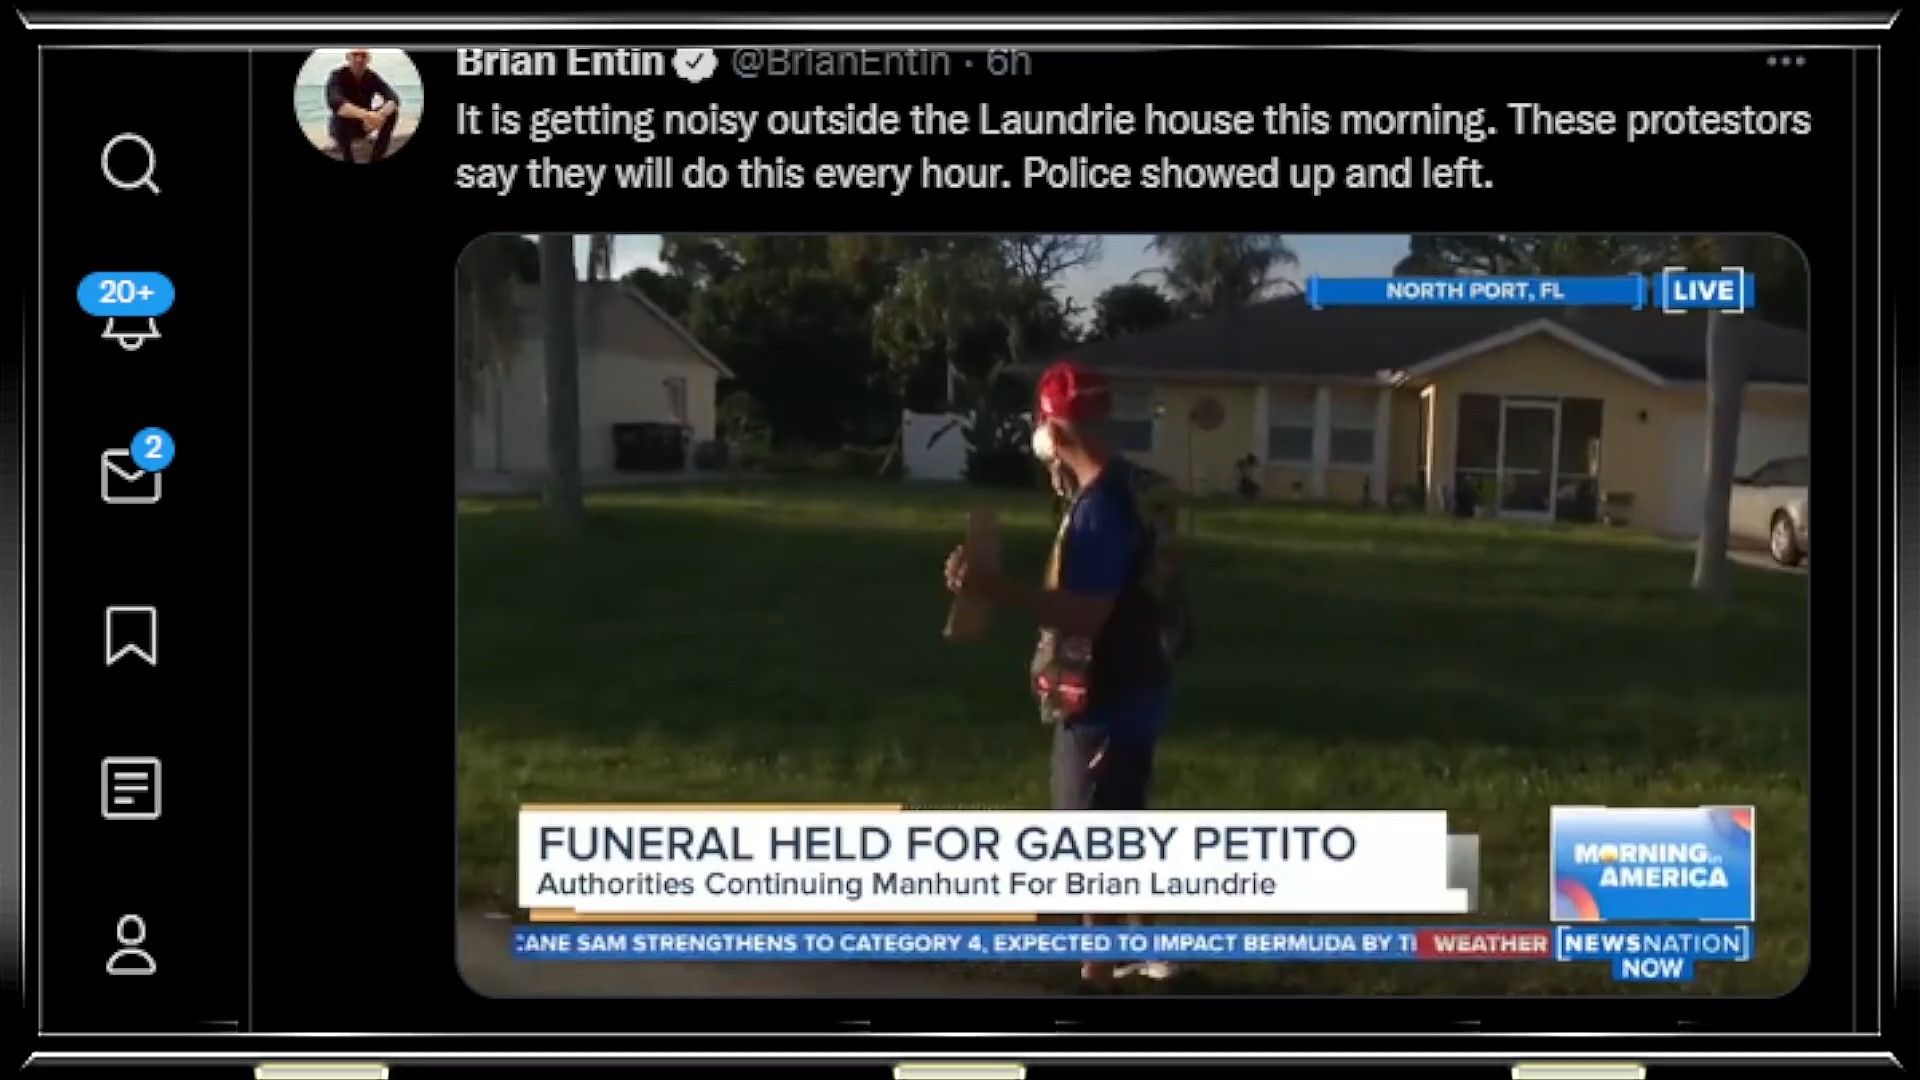 Brian Entin @BrianEntin · 6h
It is getting noisy outside the Laundrie house this morning. These protestors
say they will do this every hour. Police showed up and left.
20+
2
NORTH PORT, FL LIVE
FUNERAL HELD FOR GABBY PETITO
Authorities Continuing Manhunt For Brian Laundrie
MORNING in
AMERICA
CANE SAM STRENGTHENS TO CATEGORY 4, EXPECTED TO IMPACT BERMUDA BY WEATHER NEWSNATION
NOW